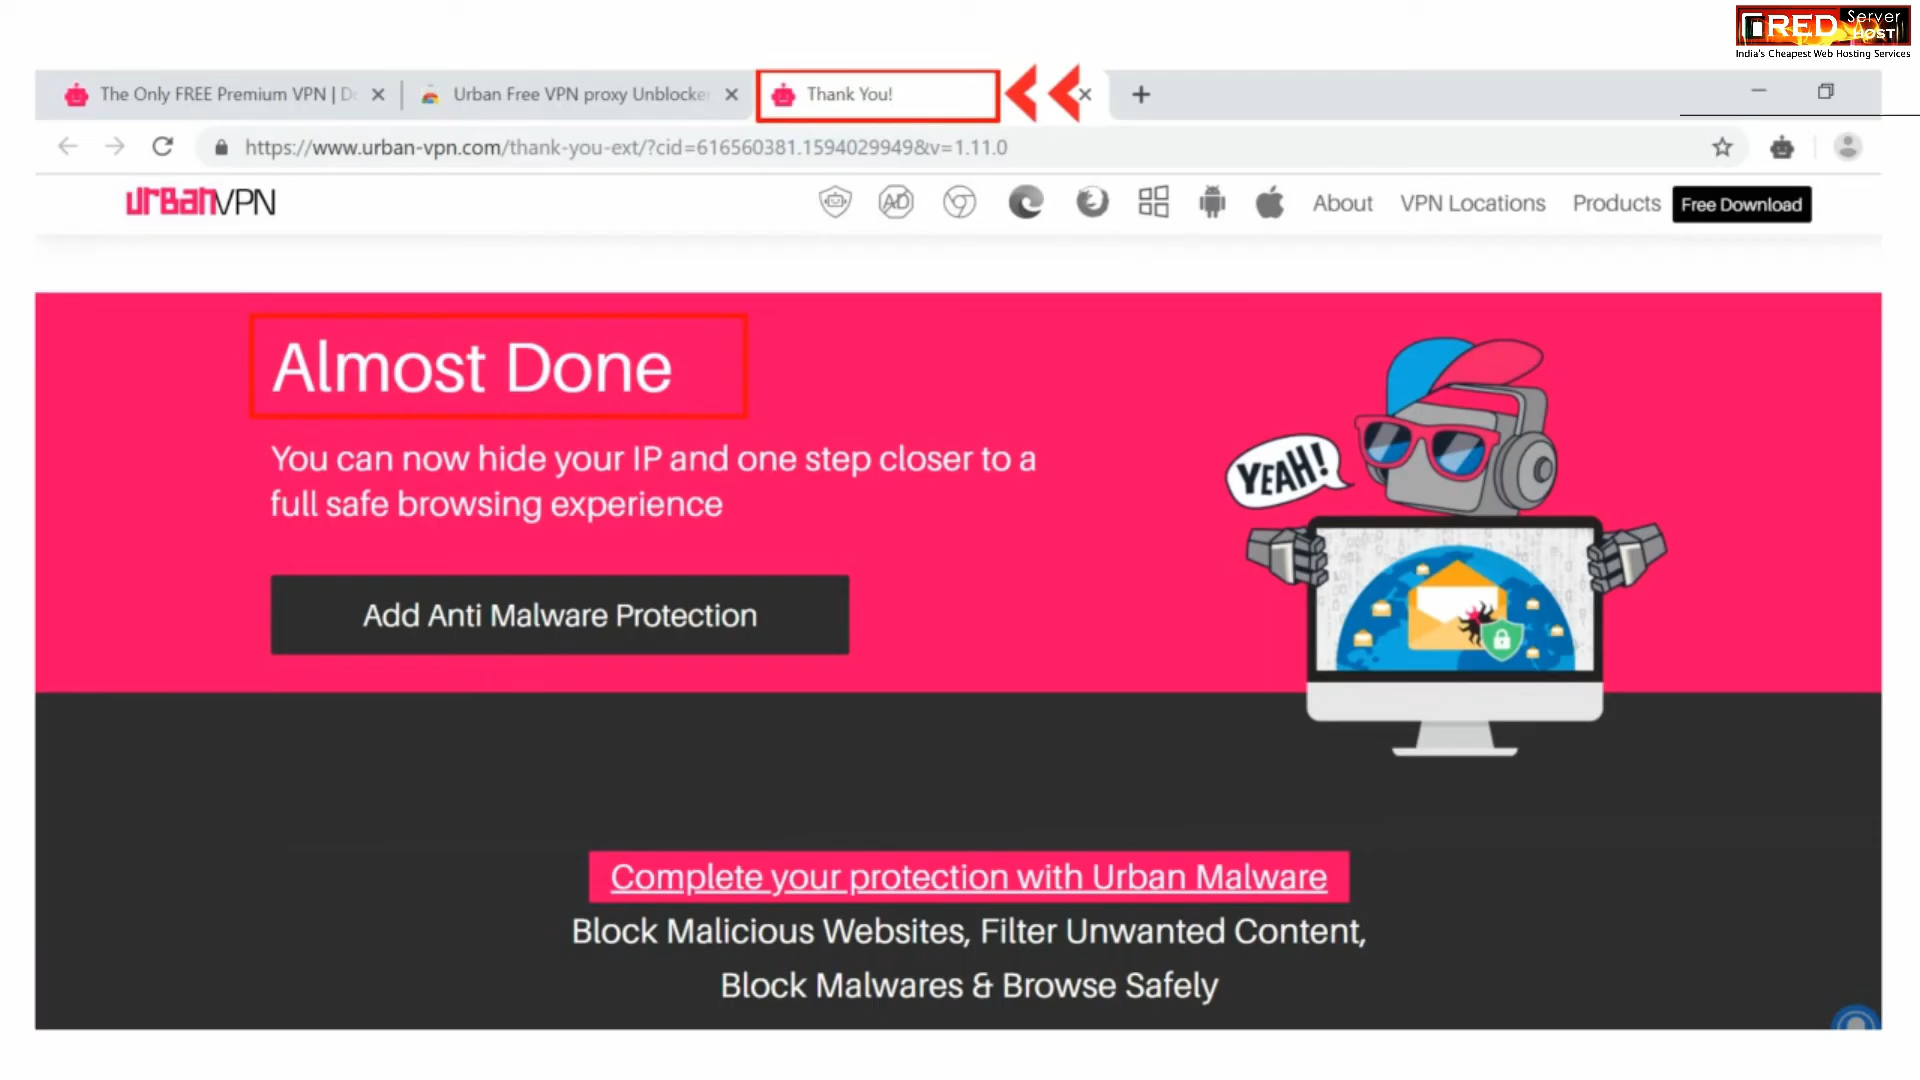 RED Server
HOST
India's Cheapest Web Hosting Services
The Only FREE Premium VPN | Do
Urban Free VPN proxy Unblocker
Thank You!
https://www.urban-vpn.com/thank-you-ext/?cid=616560381.1594029949&v=1.11.0
urBanVPN
AD
About
VPN Locations
Products
Free Download
Almost Done
You can now hide your IP and one step closer to a
full safe browsing experience
YEAH!
Add Anti Malware Protection
Complete your protection with Urban Malware
Block Malicious Websites, Filter Unwanted Content,
Block Malwares & Browse Safely